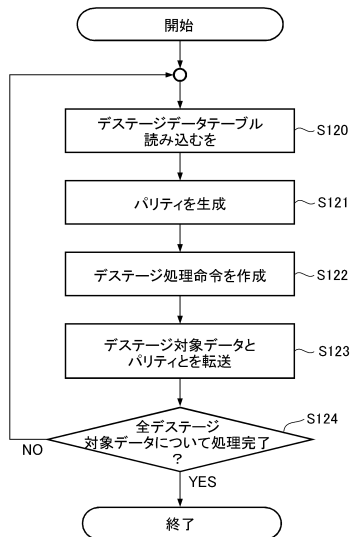 開始
デステージデータテーブル
読み込むを
S120
パリティを生成
S121
デステージ処理命令を作成
S122
デステージ対象データと
パリティとを転送
S123
全デステージ
対象データについて処理完了
?
S124
NO
YES
終了